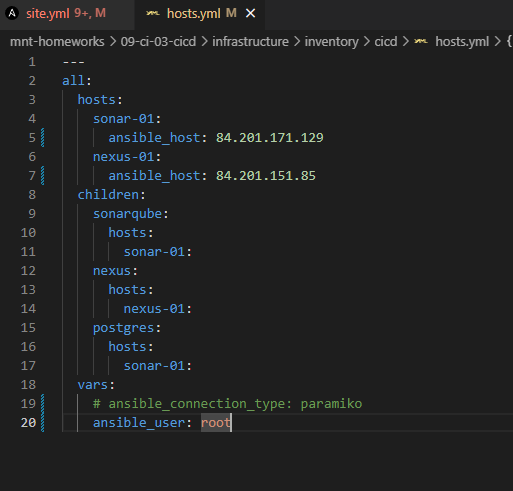 site.yml 9+, M hosts.yml M
mnt-homeworks > 09-ci-03-cicd > infrastructure > inventory > cicd > hosts.yml > {
1 ---
2 all:
3 hosts:
4 sonar-01:
5 ansible_host: 84.201.171.129
6 nexus-01:
7 ansible_host: 84.201.151.85
8 children:
9 sonarqube:
10 hosts:
11 sonar-01:
12 nexus:
13 hosts:
14 nexus-01:
15 postgres:
16 hosts:
17 sonar-01:
18 vars:
19 # ansible_connection_type: paramiko
20 ansible_user: root